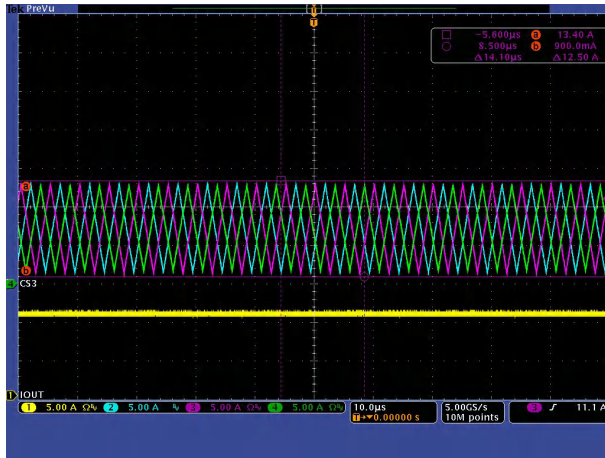 Tek PreVu
U
T
-5.600µs a 13.40 A
8.500µs b 900.0mA
Δ14.10µs Δ12.50 A
a
b
4 CS3
1 IOUT
1 5.00 A Ω 2 5.00 A 3 5.00 A Ω 4 5.00 A Ω
10.0µs
T→▼0.00000 s
5.00GS/s
10M points
3 ƒ 11.1 A